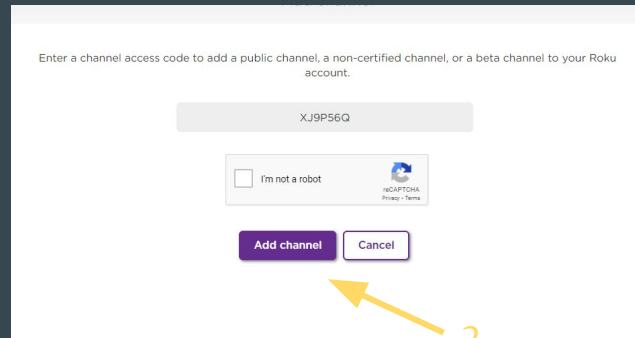 Enter a channel access code to add a public channel, a non-certified channel, or a beta channel to your Roku
account.
XJ9P56Q
I'm not a robot
reCAPTCHA
Privacy - Terms
Add channel
Cancel